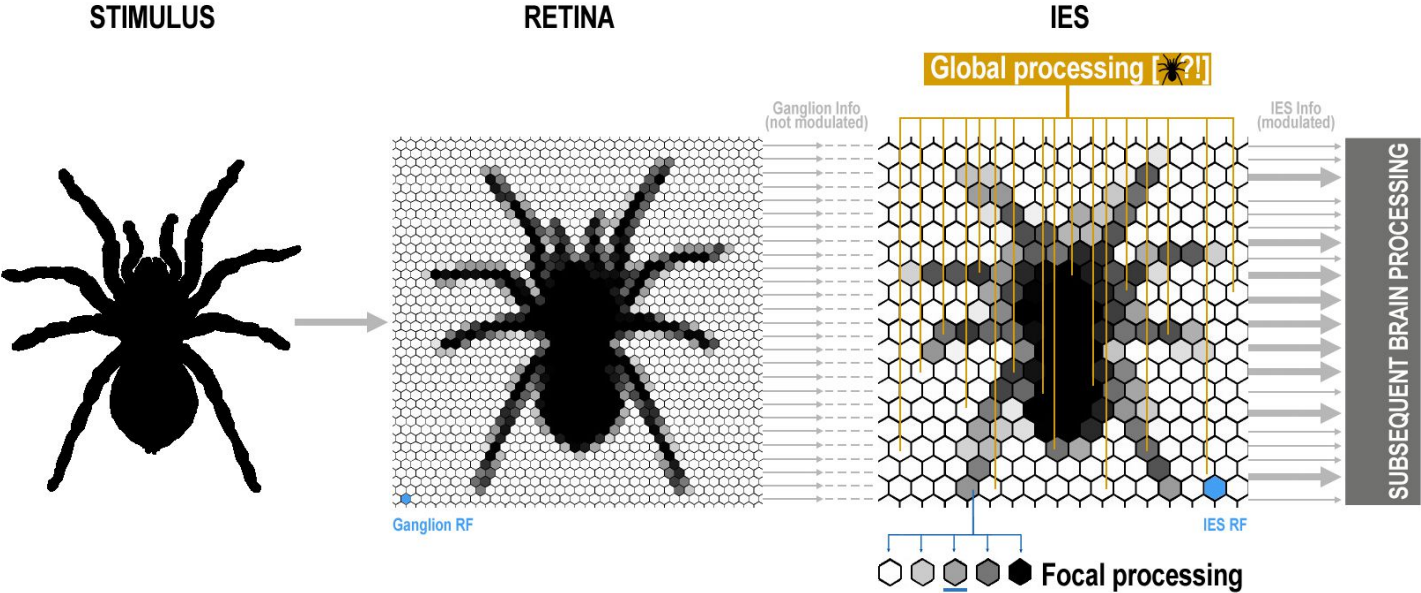 STIMULUS
RETINA
IES
Global processing [ ?!]
Ganglion Info
(not modulated)
IES Info
(modulated)
SUBSEQUENT BRAIN PROCESSING
Ganglion RF
IES RF
Focal processing